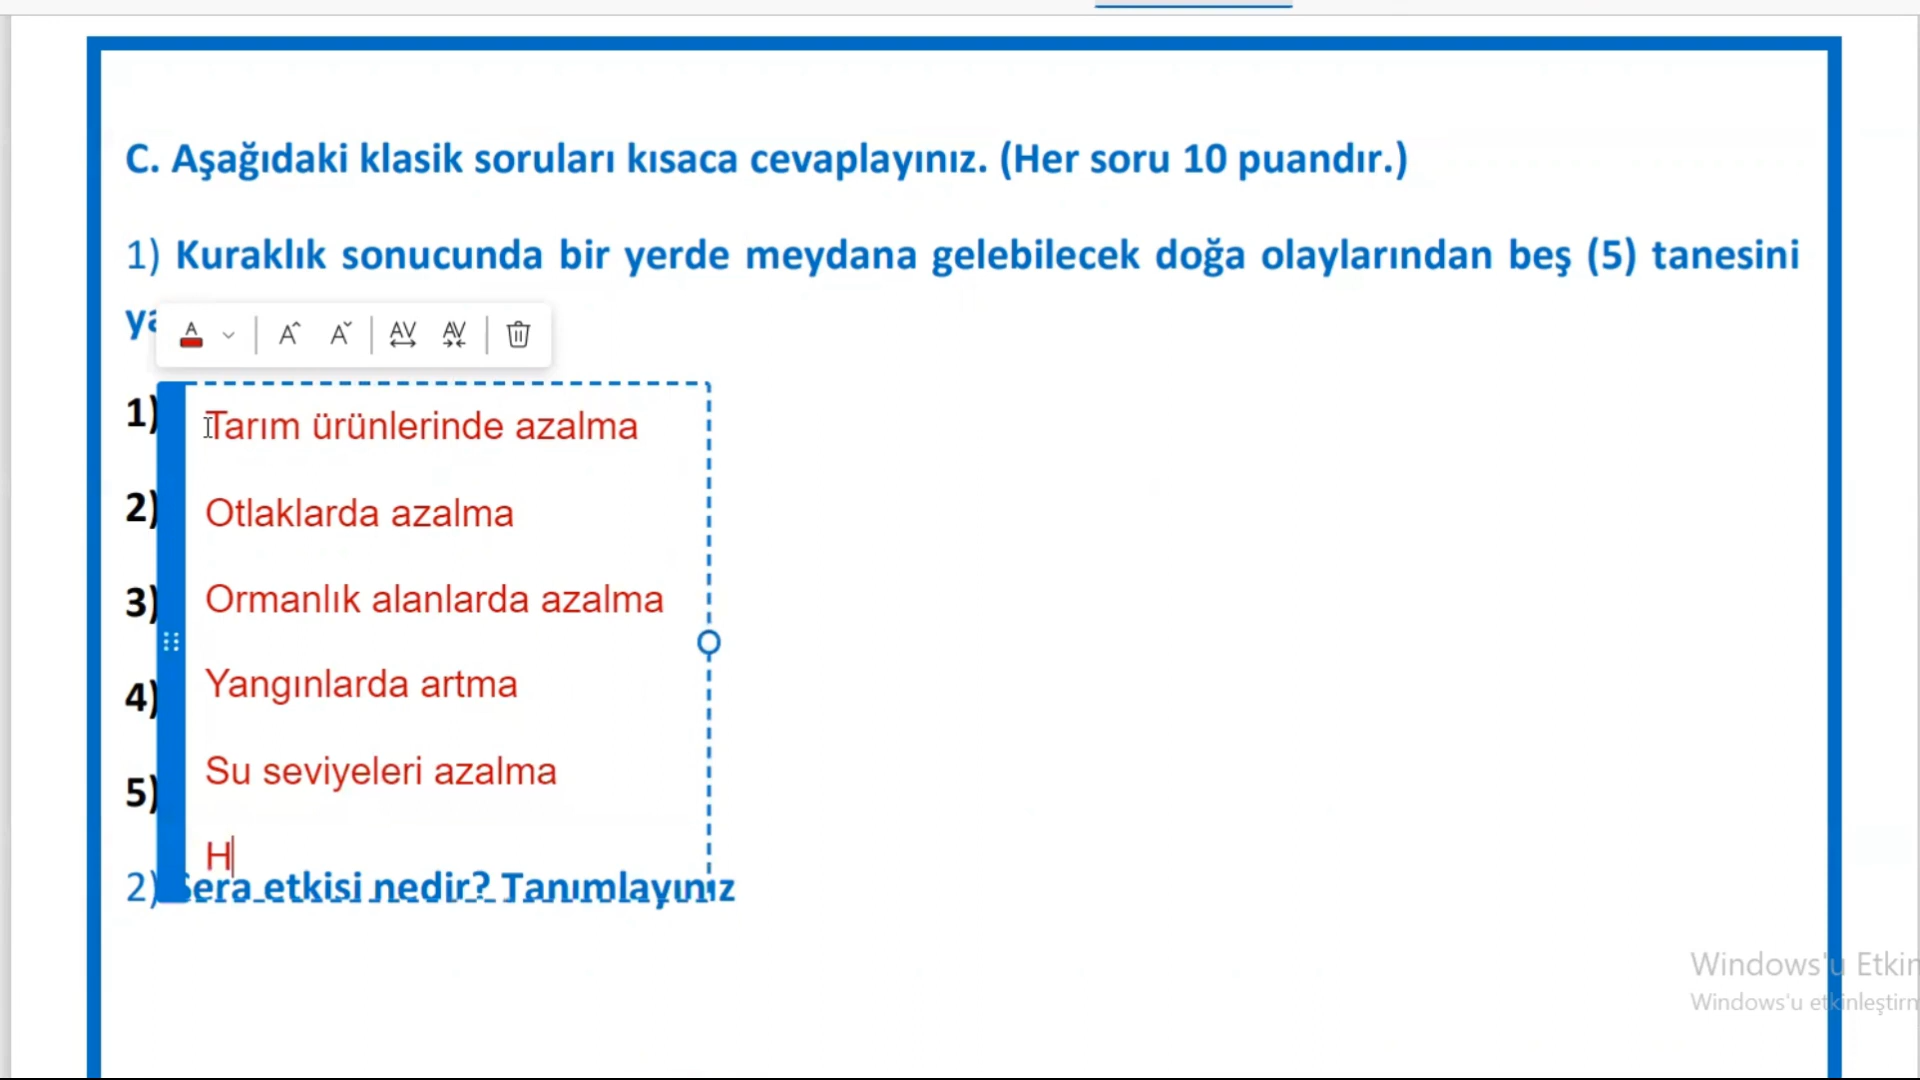 C. Aşağıdaki klasik soruları kısaca cevaplayınız. (Her soru 10 puandır.)
1) Kuraklık sonucunda bir yerde meydana gelebilecek doğa olaylarından beş (5) tanesini
1) Tarım ürünlerinde azalma
2) Otlaklarda azalma
3) Ormanlık alanlarda azalma
4) Yangınlarda artma
5) Su seviyeleri azalma
H
2) Sera etkisi nedir? Tanımlayınız
Windows'u
Windows'u